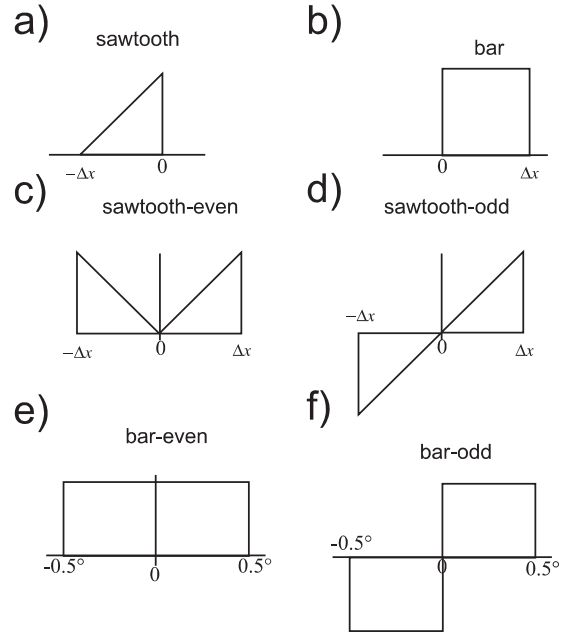 a)
sawtooth
−Δx
0
b)
bar
0
Δx
c)
sawtooth-even
−Δx
0
Δx
d)
sawtooth-odd
−Δx
0
Δx
e)
bar-even
-0.5°
0
0.5°
f)
bar-odd
-0.5°
0
0.5°